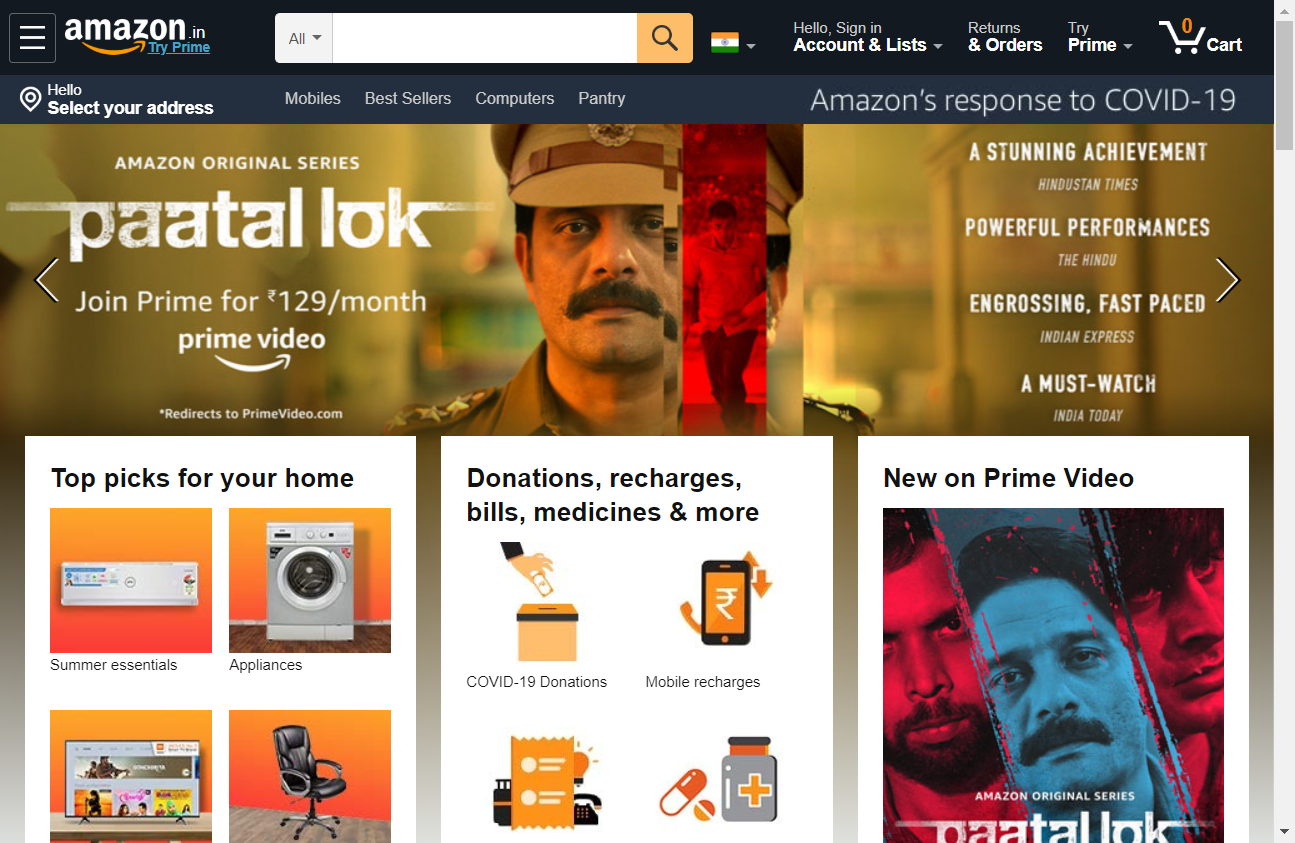 amazon.in
Try Prime
All
Hello, Sign in
Account & Lists
Returns
& Orders
Try
Prime
0
Cart
Hello
Select your address
Mobiles
Best Sellers
Computers
Pantry
Amazon's response to COVID-19
AMAZON ORIGINAL SERIES
paatal lok
Join Prime for ₹129/month
prime video
*Redirects to PrimeVideo.com
A STUNNING ACHIEVEMENT
HINDUSTAN TIMES
POWERFUL PERFORMANCES
THE HINDU
ENGROSSING, FAST PACED
INDIAN EXPRESS
A MUST-WATCH
INDIA TODAY
Top picks for your home
Summer essentials
Appliances
Donations, recharges,
bills, medicines & more
COVID-19 Donations
Mobile recharges
₹
New on Prime Video
AMAZON ORIGINAL SERIES
paatal lok